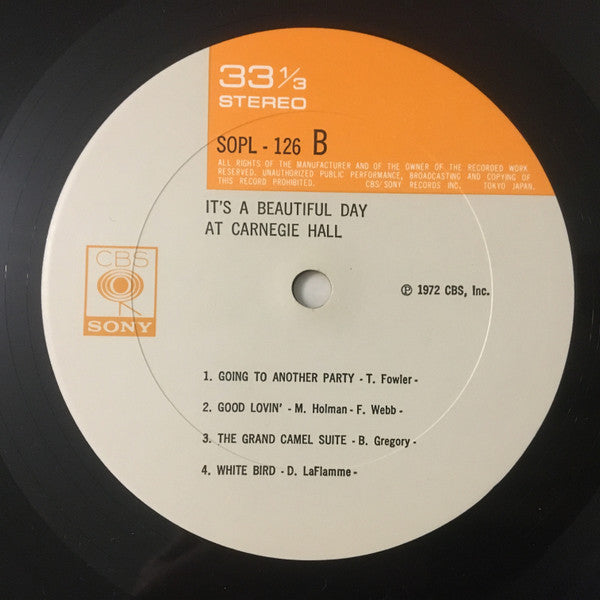 33 1/3
STEREO
SOPL - 126 B
ALL RIGHTS OF THE MANUFACTURER AND OF THE OWNER OF THE RECORDED WORK
RESERVED. UNAUTHORIZED PUBLIC PERFORMANCE, BROADCASTING AND COPYING OF
THIS RECORD PROHIBITED. CBS/SONY RECORDS INC. TOKYO JAPAN.
IT'S A BEAUTIFUL DAY
AT CARNEGIE HALL
CBS
SONY
℗ 1972 CBS, Inc.
1. GOING TO ANOTHER PARTY - T. Fowler -
2. GOOD LOVIN' - M. Holman - F. Webb -
3. THE GRAND CAMEL SUITE - B. Gregory -
4. WHITE BIRD - D. LaFlamme -